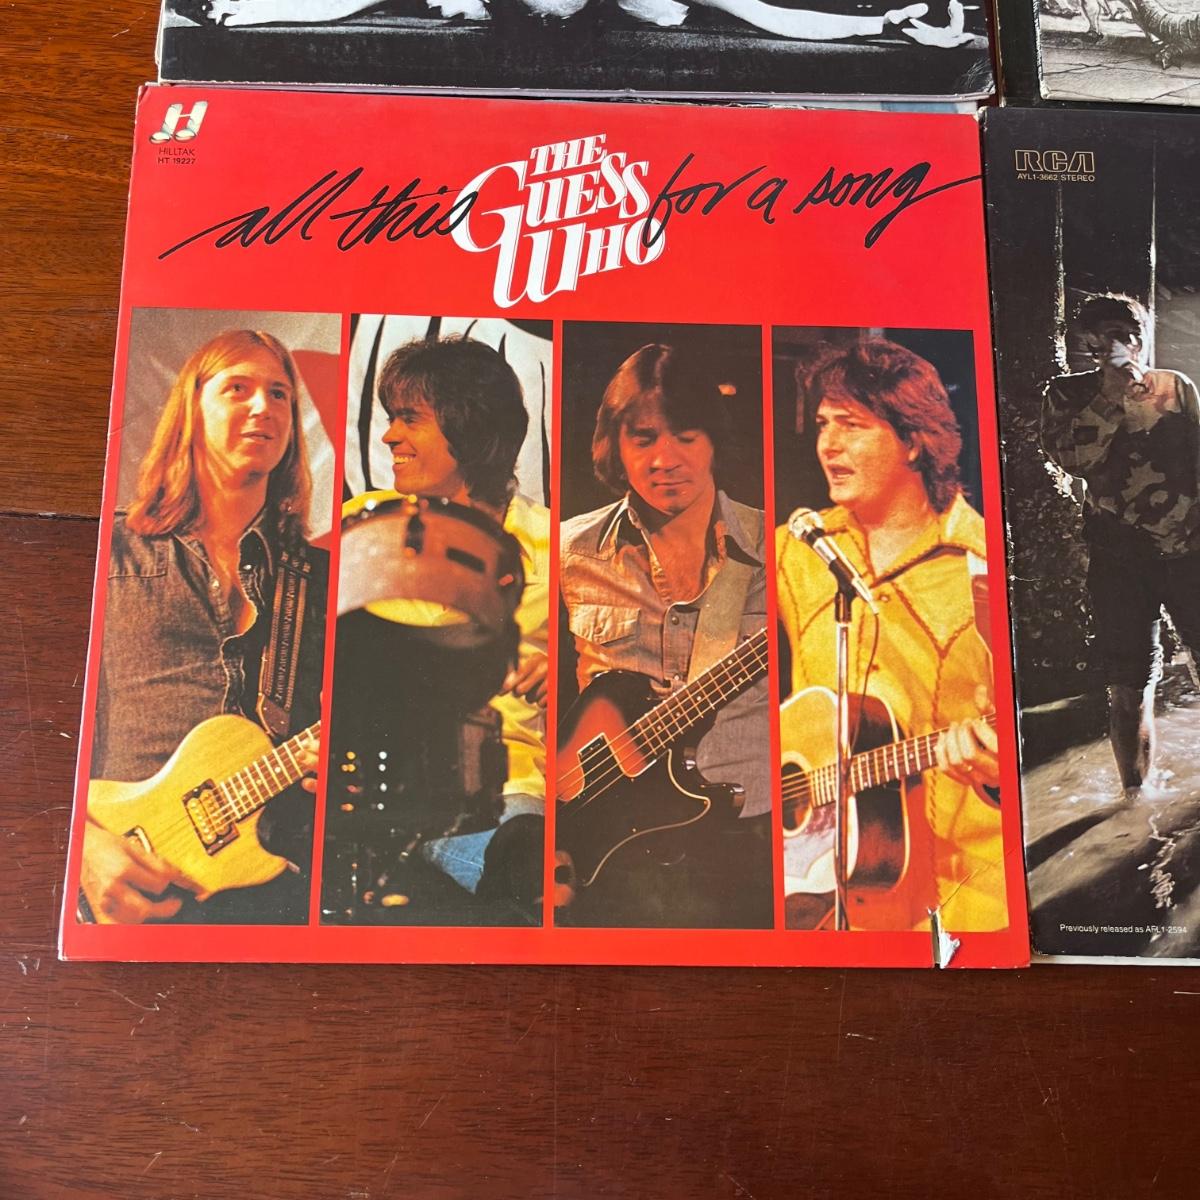 HILLTAK
HT 19227
all this for a song
THE
GUESS
WHO
RCA
AYL1-3662 STEREO
Previously released as AFL1-2594